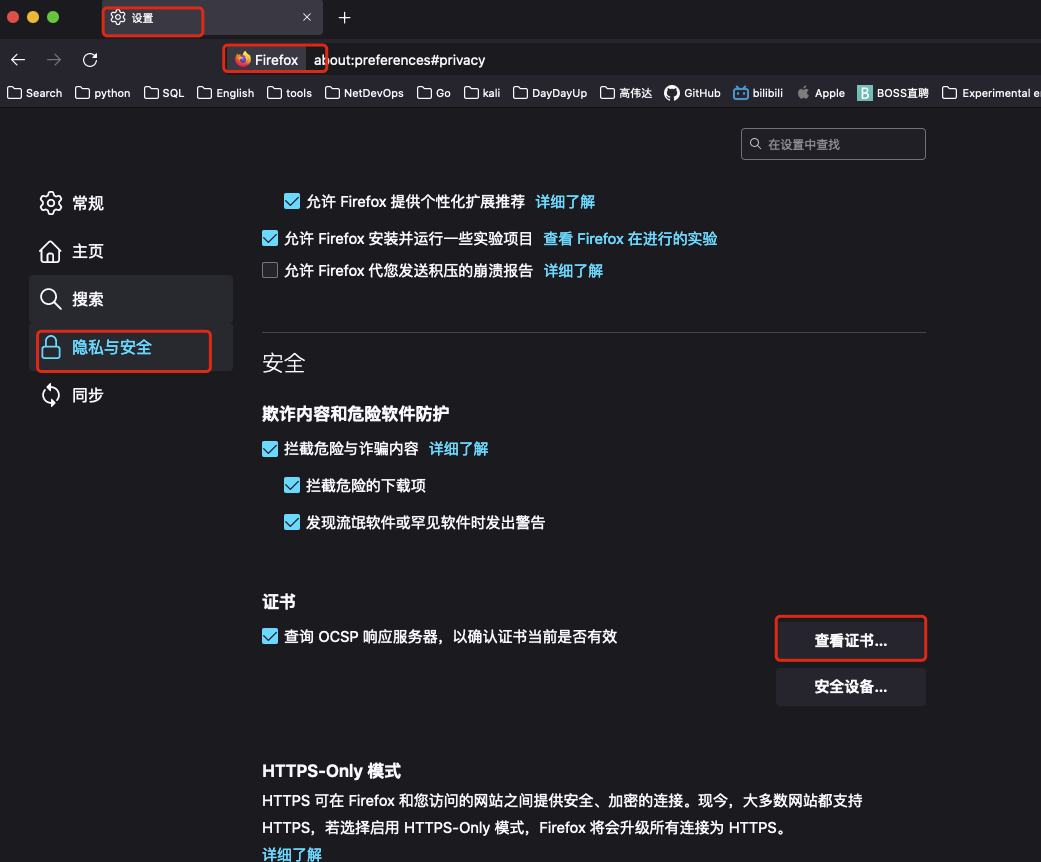 设置
Firefox about:preferences#privacy
Search python SQL English tools NetDevOps Go kali DayDayUp 高伟达 GitHub bilibili Apple BOSS直聘 Experimental
在设置中查找
允许 Firefox 提供个性化扩展推荐 详细了解
常规
允许 Firefox 安装并运行一些实验项目 查看 Firefox 在进行的实验
主页
允许 Firefox 代您发送积压的崩溃报告 详细了解
搜索
隐私与安全
安全
同步
欺诈内容和危险软件防护
拦截危险与诈骗内容 详细了解
拦截危险的下载项
发现流氓软件或罕见软件时发出警告
证书
查询 OCSP 响应服务器，以确认证书当前是否有效
查看证书...
安全设备...
HTTPS-Only 模式
HTTPS 可在 Firefox 和您访问的网站之间提供安全、加密的连接。现今，大多数网站都支持
HTTPS，若选择启用 HTTPS-Only 模式，Firefox 将会升级所有连接为 HTTPS。
详细了解